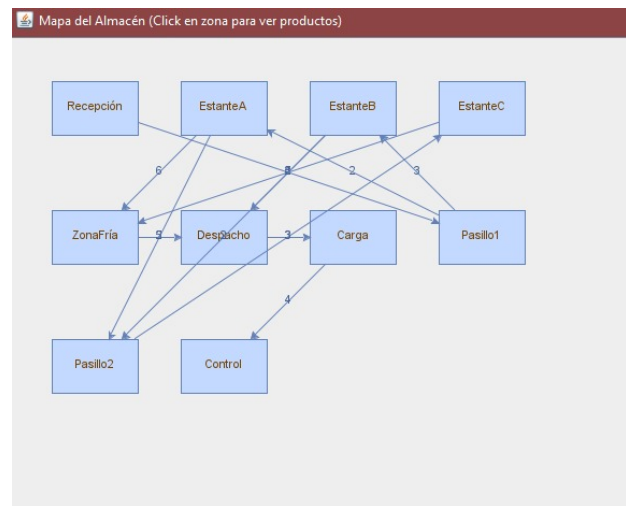 Mapa del Almacén (Click en zona para ver productos)
Recepción
EstanteA
EstanteB
EstanteC
6
2
3
ZonaFría
Despacho
3
Carga
Pasillo1
4
Pasillo2
Control